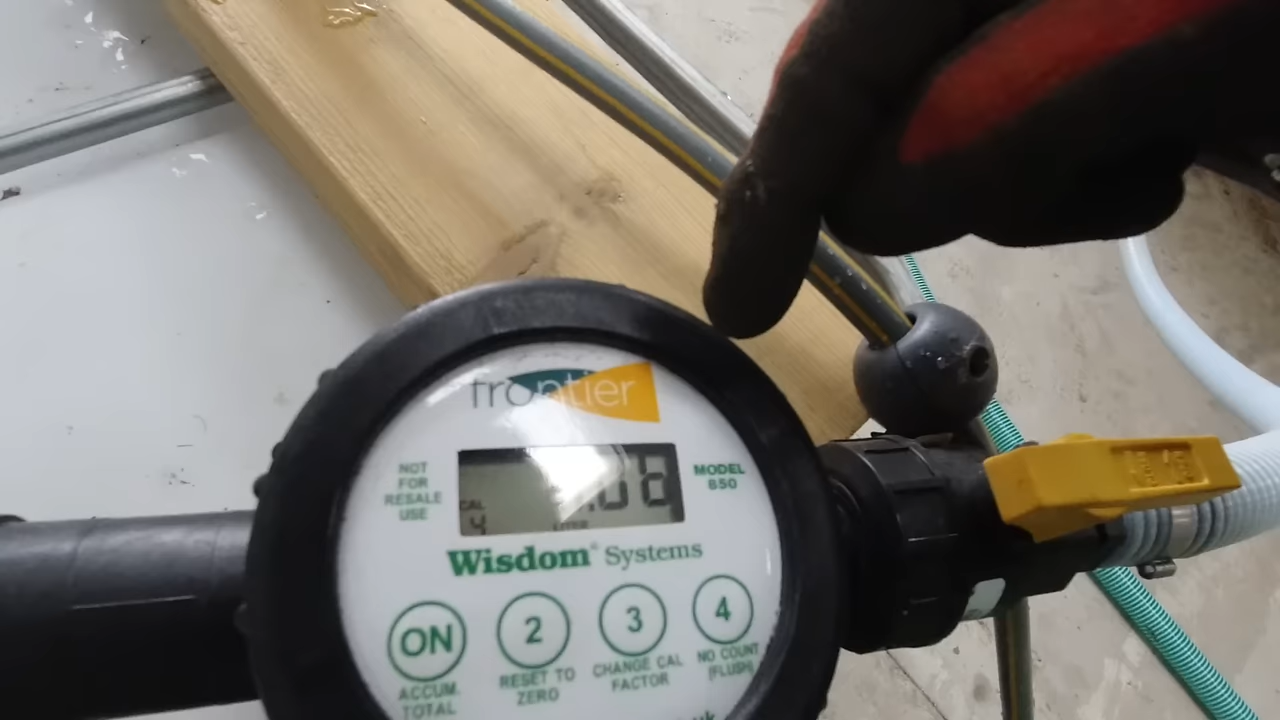 frontier
NOT
FOR
RESALE
USE
MODEL
850
CAL
4
LITER
Wisdom® Systems
ON
2
3
4
ACCUM.
TOTAL
RESET TO
ZERO
CHANGE CAL
FACTOR
NO COUNT
(FLUSH)